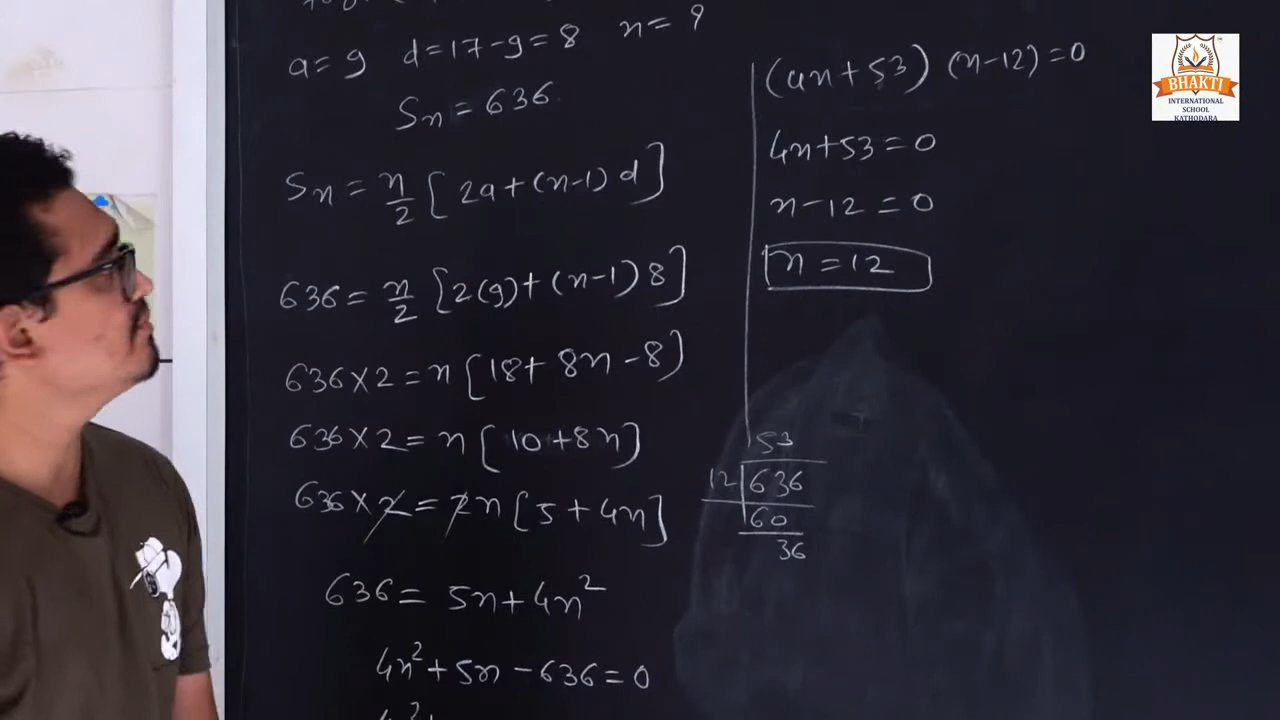 a=9 d=17-9=8 n=?
Sn=636
Sn = n/2 [2a+(n-1)d]
636 = n/2 [2(9)+(n-1)8]
636×2=n[18+8n-8]
636×2=n[10+8n]
636×2=2n[5+4n]
636= 5n+4n²
4n²+5n-636=0
(4n+53) (n-12)=0
4n+53=0
n-12=0
n=12
53
12 636
60
36
BHAKTI
INTERNATIONAL
SCHOOL
KATHODARA